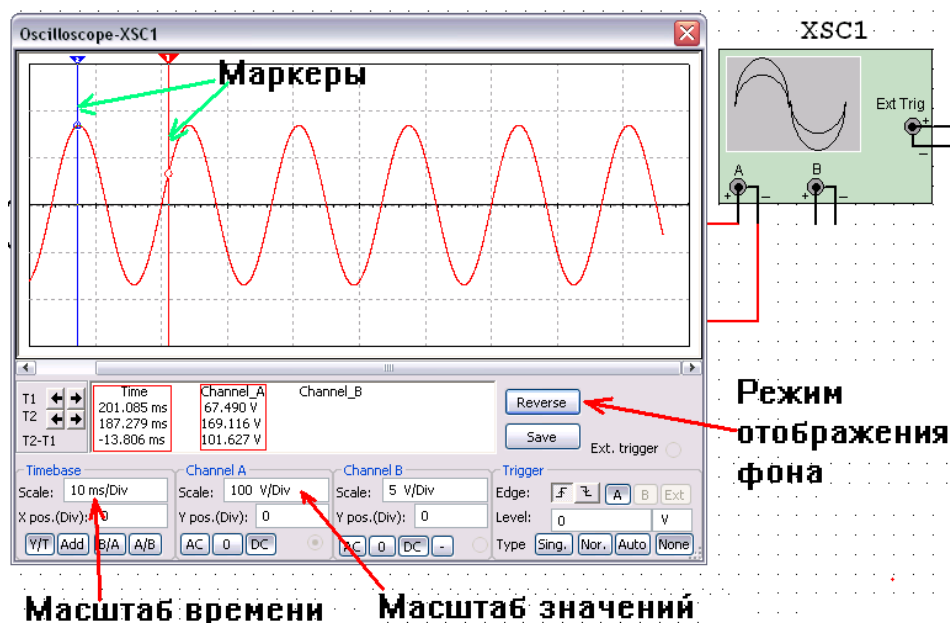 Oscilloscope-XSC1
XSC1
2
1
Маркеры
Ext Trig
+
−
A
B
+ − + −
T1
T2
T2-T1
Time Channel_A Channel_B
201.085 ms 67.490 V
187.279 ms 169.116 V
-13.806 ms 101.627 V
Reverse
Save
Ext. trigger
Режим
отображения
фона
Timebase
Scale: 10 ms/Div
X pos.(Div): 0
Y/T Add B/A A/B
Channel A
Scale: 100 V/Div
Y pos.(Div): 0
AC 0 DC
Channel B
Scale: 5 V/Div
Y pos.(Div): 0
AC 0 DC -
Trigger
Edge: A B Ext
Level: 0 V
Type Sing. Nor. Auto None
Масштаб времени
Масштаб значений